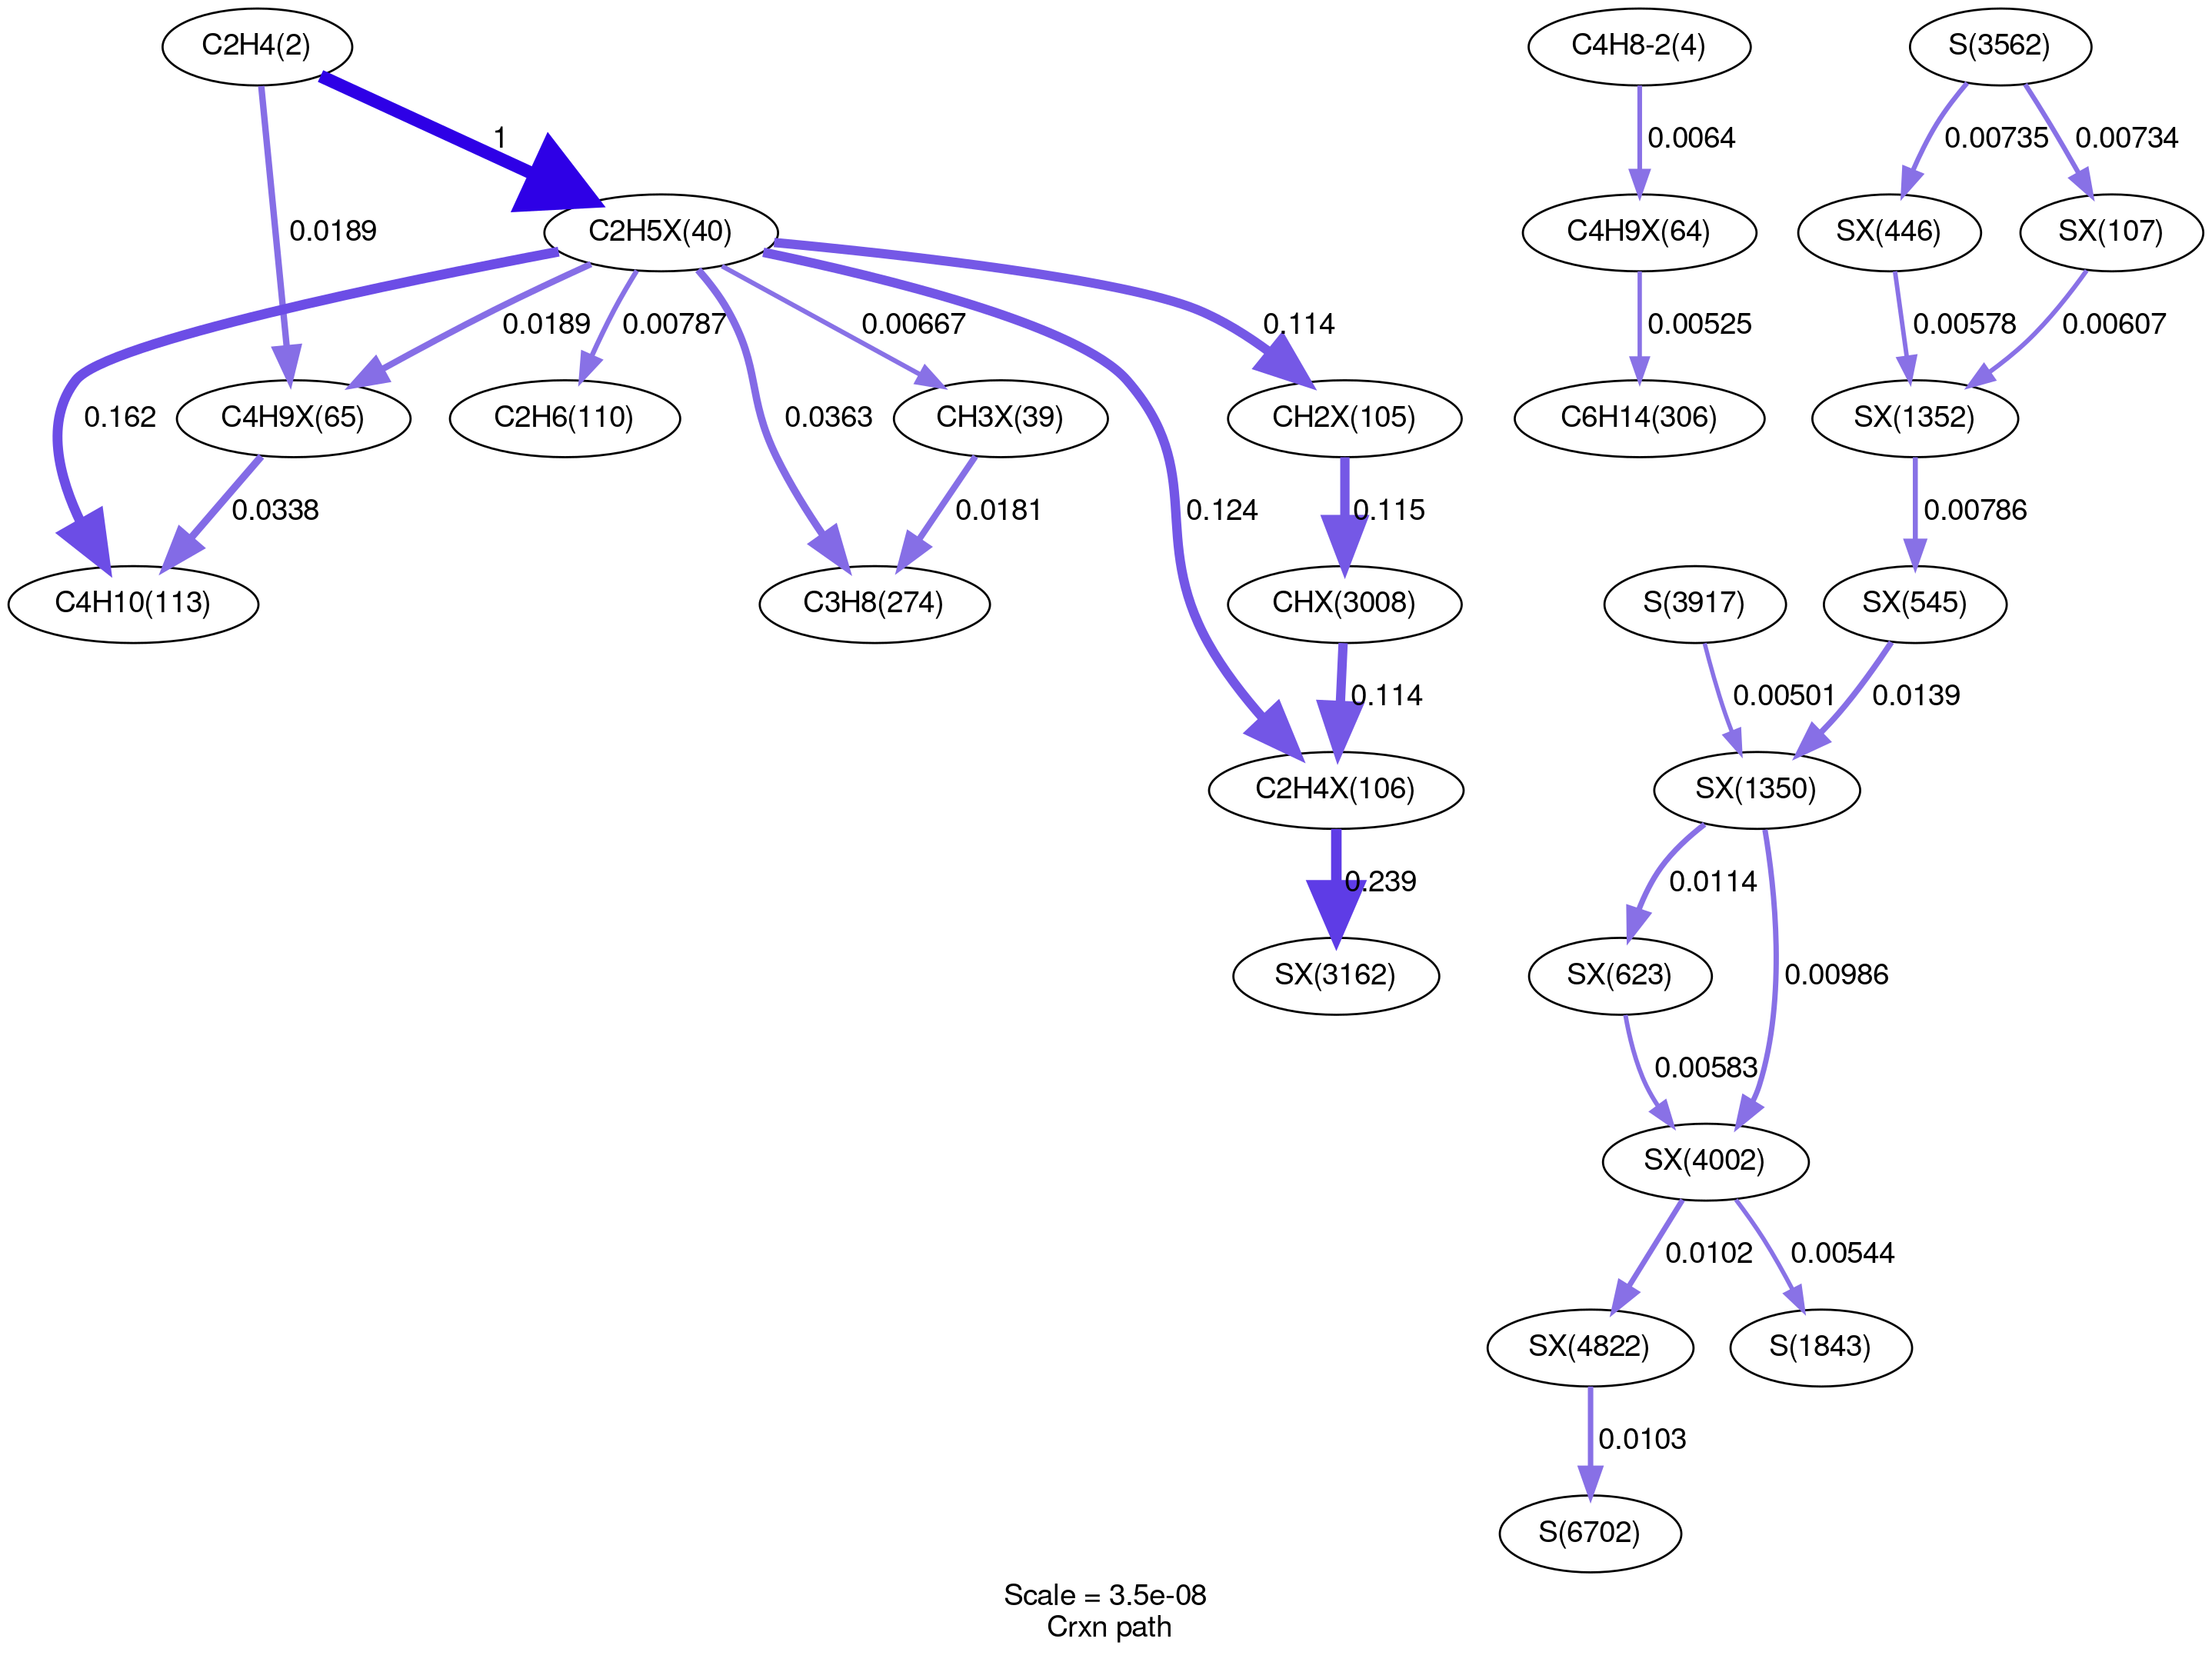 C2H4(2)
C4H8-2(4)
S(3562)
1
0.0064
0.00735
0.00734
0.0189
C2H5X(40)
C4H9X(64)
SX(446)
SX(107)
0.0189
0.00787
0.00667
0.114
0.00525
0.00578
0.00607
0.162
C4H9X(65)
C2H6(110)
0.0363
CH3X(39)
CH2X(105)
C6H14(306)
SX(1352)
0.0338
0.0181
0.124
0.115
0.00786
C4H10(113)
C3H8(274)
CHX(3008)
S(3917)
SX(545)
0.114
0.00501
0.0139
C2H4X(106)
SX(1350)
0.239
0.0114
SX(3162)
SX(623)
0.00986
0.00583
SX(4002)
0.0102
0.00544
SX(4822)
S(1843)
0.0103
S(6702)
Scale = 3.5e-08
Crxn path